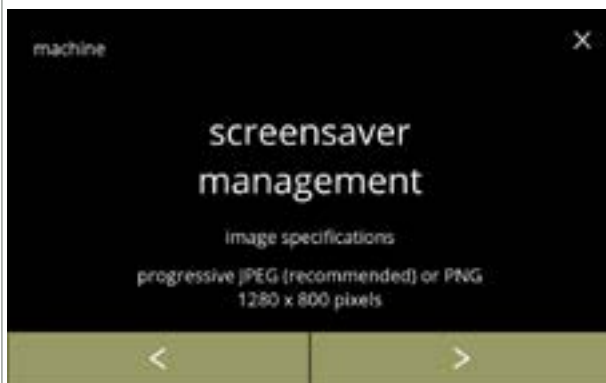 machine
screensaver
management
image specifications
progressive JPEG (recommended) or PNG
1280 x 800 pixels